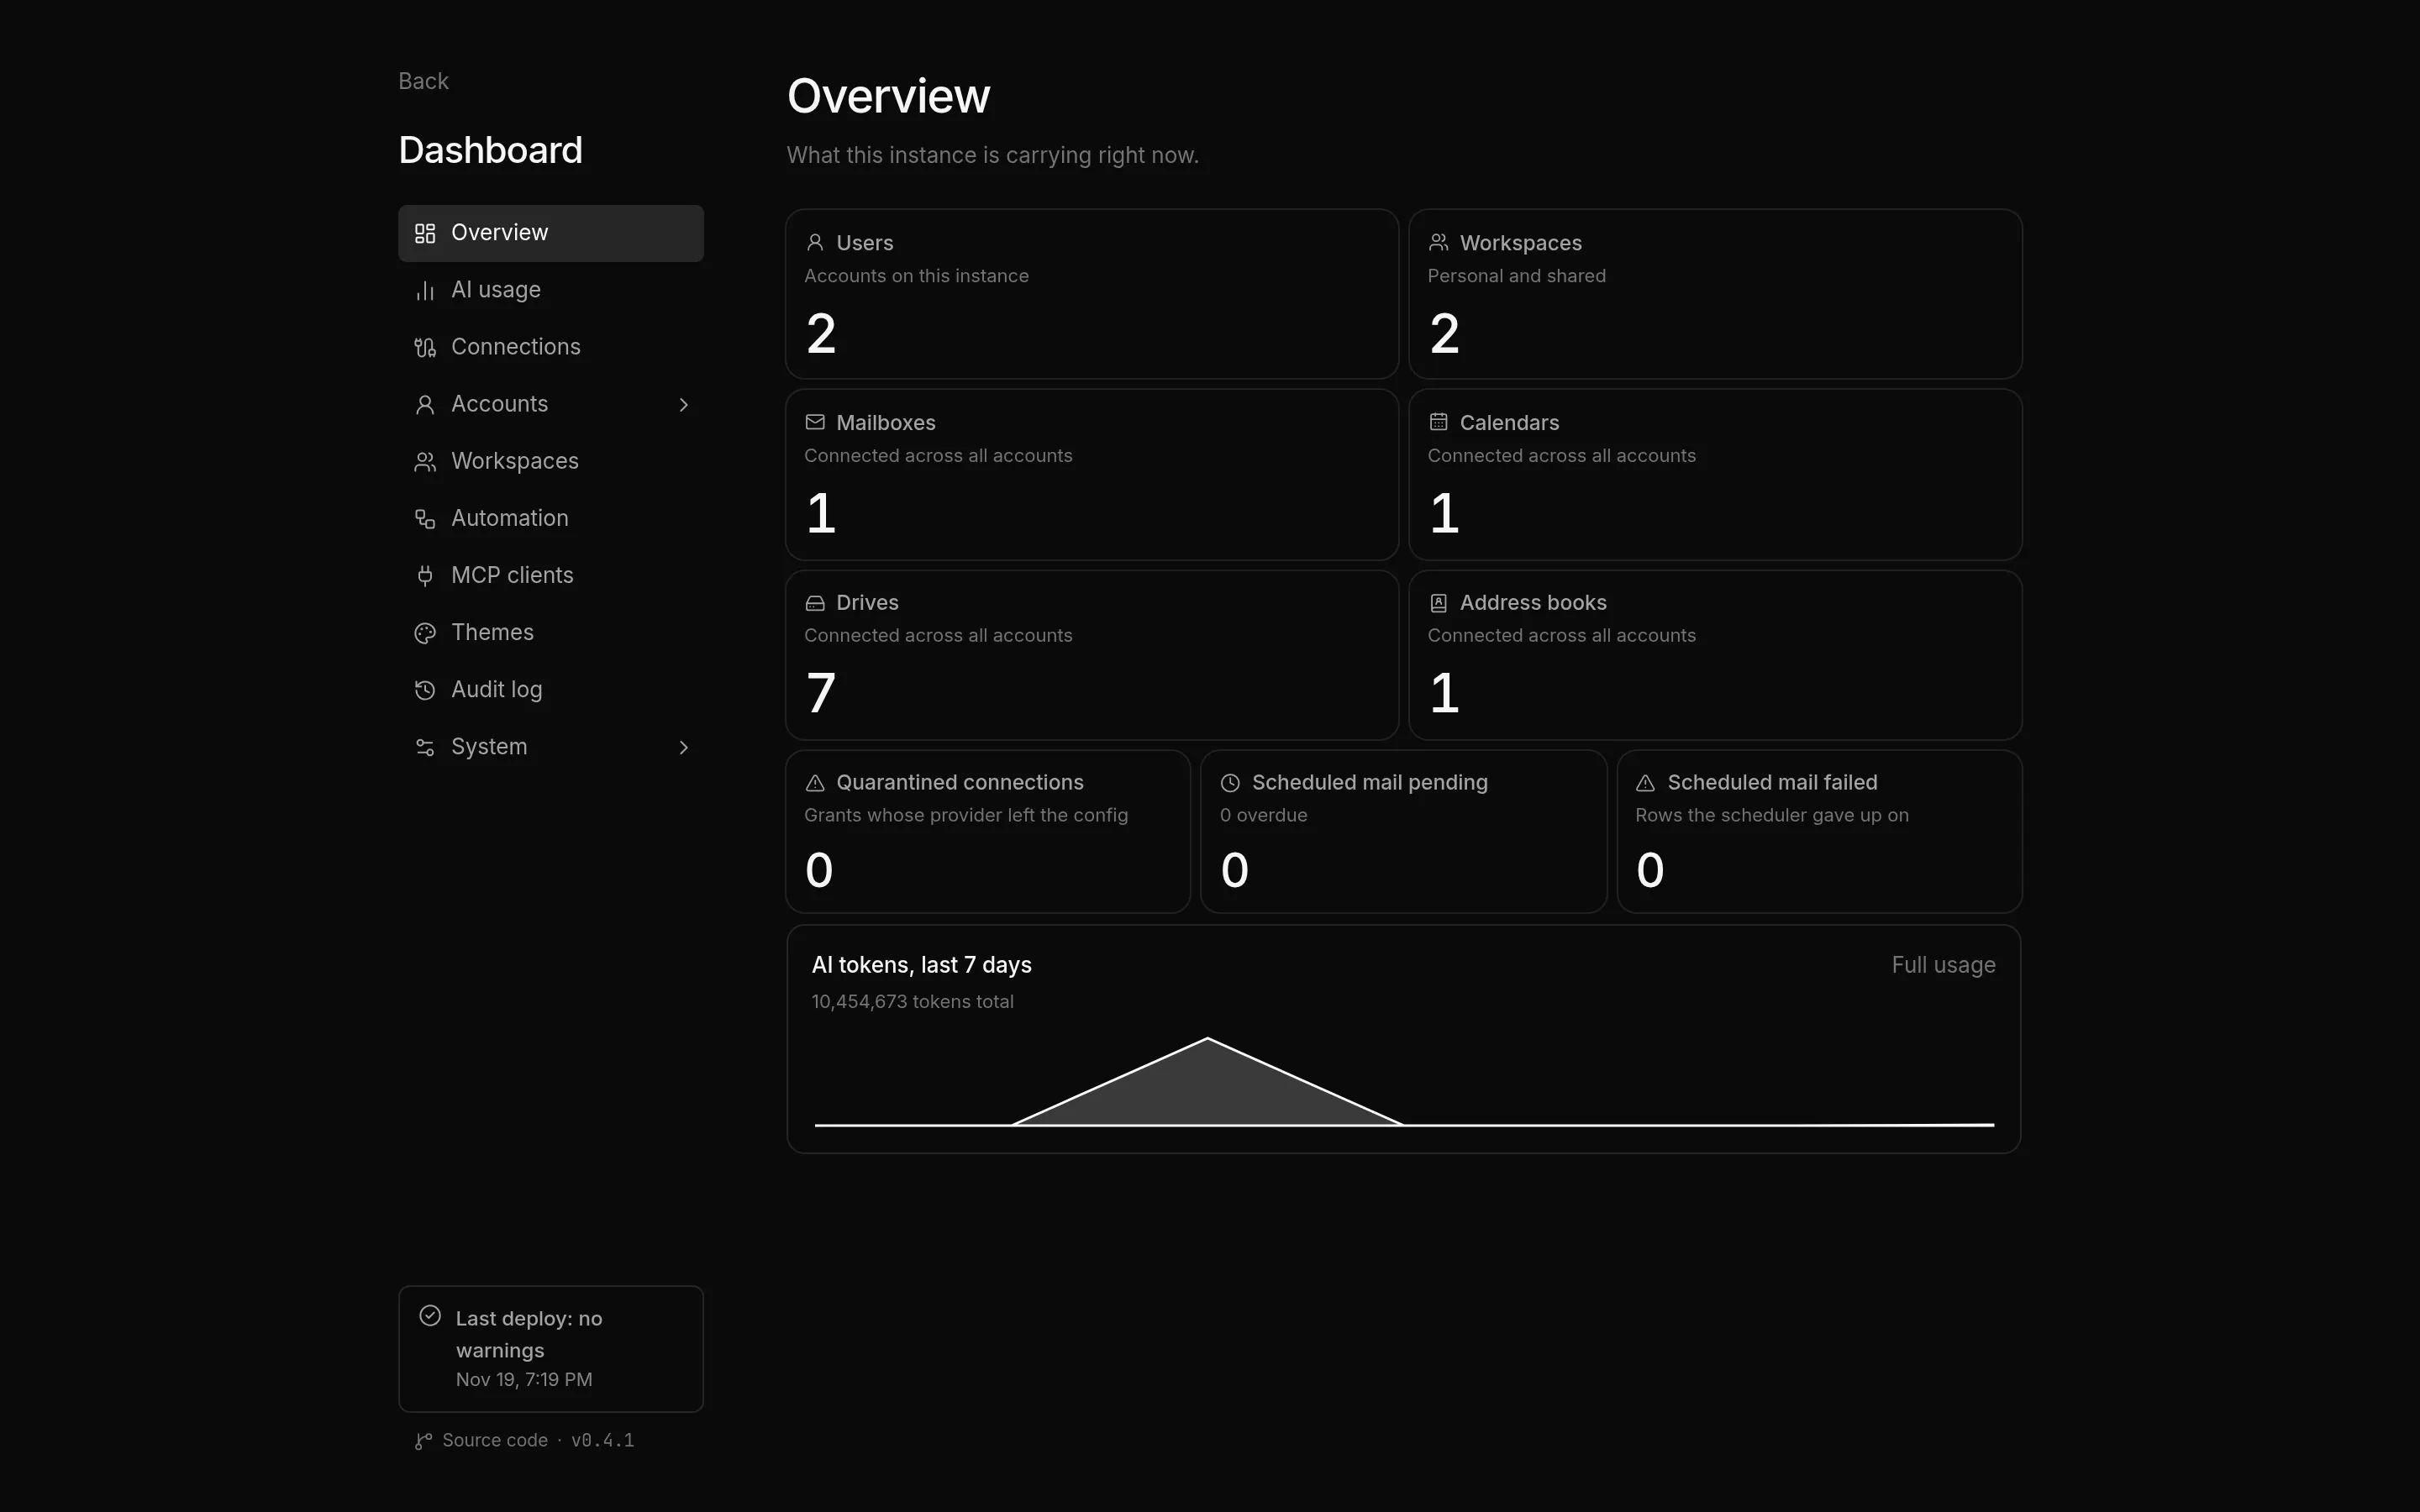 Back
Dashboard
Overview
AI usage
Connections
Accounts
Workspaces
Automation
MCP clients
Themes
Audit log
System
Last deploy: no
warnings
Nov 19, 7:19 PM
Source code · v0.4.1
Overview
What this instance is carrying right now.
Users
Accounts on this instance
2
Workspaces
Personal and shared
2
Mailboxes
Connected across all accounts
1
Calendars
Connected across all accounts
1
Drives
Connected across all accounts
7
Address books
Connected across all accounts
1
Quarantined connections
Grants whose provider left the config
0
Scheduled mail pending
0 overdue
0
Scheduled mail failed
Rows the scheduler gave up on
0
AI tokens, last 7 days
Full usage
10,454,673 tokens total